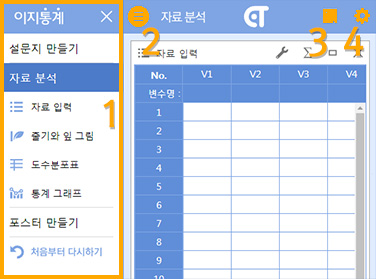 이지통계
설문지 만들기
자료 분석
자료 입력
줄기와 잎 그림
도수분포표
통계 그래프
포스터 만들기
처음부터 다시하기
1
자료 분석
2
3
4
자료 입력
No. V1 V2 V3 V4
변수명 :
1
2
3
4
5
6
7
8
9
10